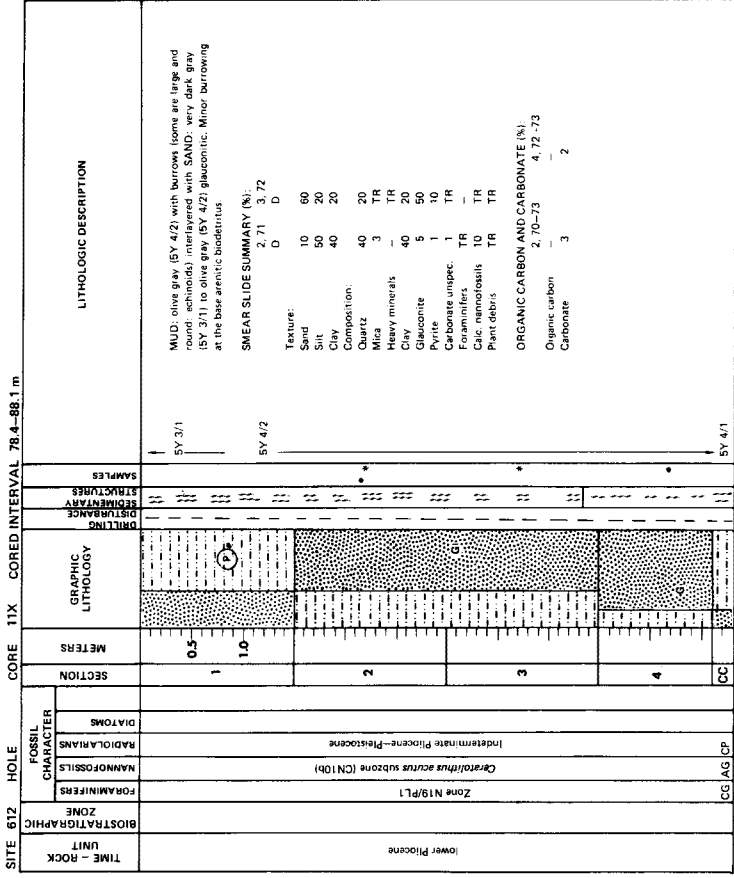 SITE 612 HOLE CORE 11X CORED INTERVAL 78.4–88.1 m
TIME – ROCK
UNIT
BIOSTRATIGRAPHIC
ZONE
FOSSIL
CHARACTER
FORAMINIFERS
NANNOFOSSILS
RADIOLARIANS
DIATOMS
SECTION
METERS
GRAPHIC
LITHOLOGY
DRILLING
DISTURBANCE
SEDIMENTARY
STRUCTURES
SAMPLES
LITHOLOGIC DESCRIPTION
lower Pliocene
Zone N19/PL1
Ceratolithus acutus subzone (CN10b)
Indeterminate Pliocene–Pleistocene
CG
AG
CP
1
0.5
1.0
2
3
4
CC
P
G
G
*
*
5Y 3/1
5Y 4/2
5Y 4/1
MUD: olive gray (5Y 4/2) with burrows (some are large and
round: echinoids) interlayered with SAND: very dark gray
(5Y 3/1) to olive gray (5Y 4/2) glauconitic. Minor burrowing
at the base arenitic biodetritus.
SMEAR SLIDE SUMMARY (%):
2, 71 3, 72
D D
Texture:
Sand 10 60
Silt 50 20
Clay 40 20
Composition:
Quartz 40 20
Mica 3 TR
Heavy minerals – TR
Clay 40 20
Glauconite 5 50
Pyrite 1 10
Carbonate unspec. 1 TR
Foraminifers TR –
Calc. nannofossils 10 TR
Plant debris TR TR
ORGANIC CARBON AND CARBONATE (%):
2, 70–73 4, 72–73
Organic carbon – –
Carbonate 3 2